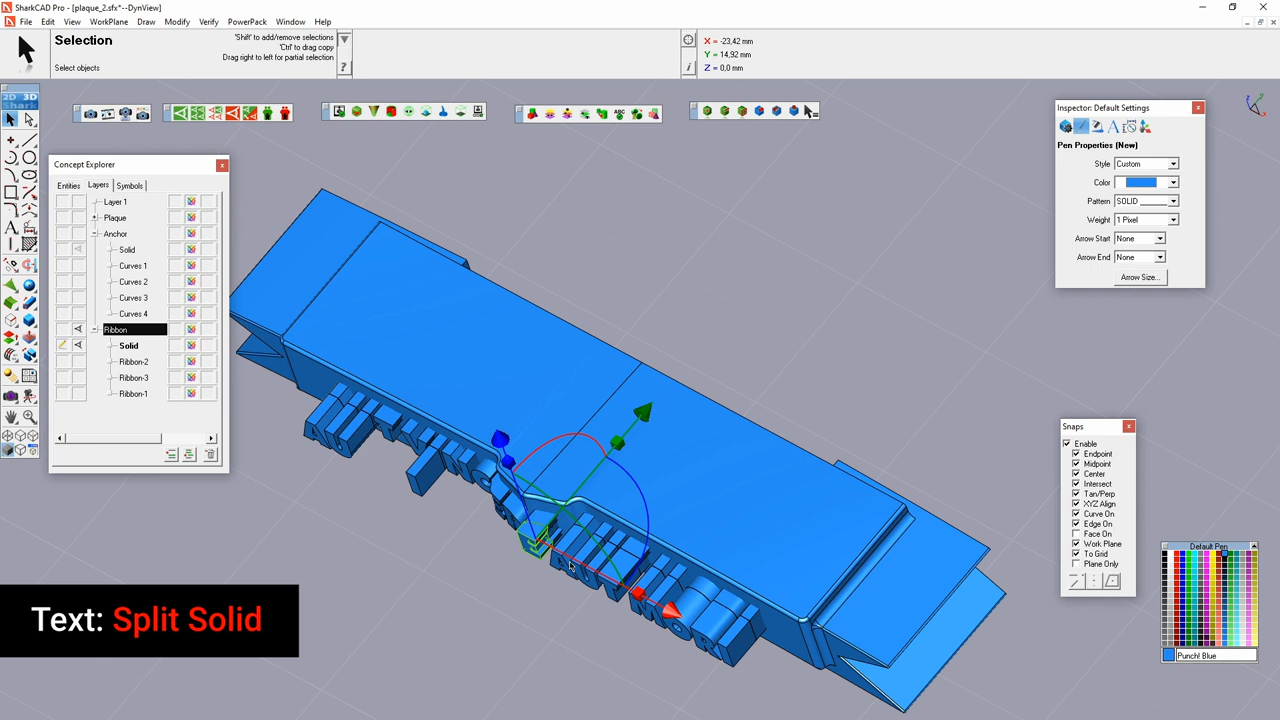 SharkCAD Pro - [plaque_2.sfx*--DynView]
File Edit View WorkPlane Draw Modify Verify PowerPack Window Help
Selection
Select objects
'Shift' to add/remove selections
'Ctrl' to drag copy
Drag right to left for partial selection
?
i
X = -23,42 mm
Y = 14,92 mm
Z = 0,0 mm
2D 3D
Shark
Concept Explorer
Entities Layers Symbols
Layer 1
Plaque
Anchor
Solid
Curves 1
Curves 2
Curves 3
Curves 4
Ribbon
Solid
Ribbon-2
Ribbon-3
Ribbon-1
Inspector: Default Settings
Pen Properties (New)
Style Custom
Color
Pattern SOLID
Weight 1 Pixel
Arrow Start None
Arrow End None
Arrow Size...
Snaps
Enable
Endpoint
Midpoint
Center
Intersect
Tan/Perp
XYZ Align
Curve On
Edge On
Face On
Work Plane
To Grid
Plane Only
Default Pen
Punch! Blue
Text: Split Solid